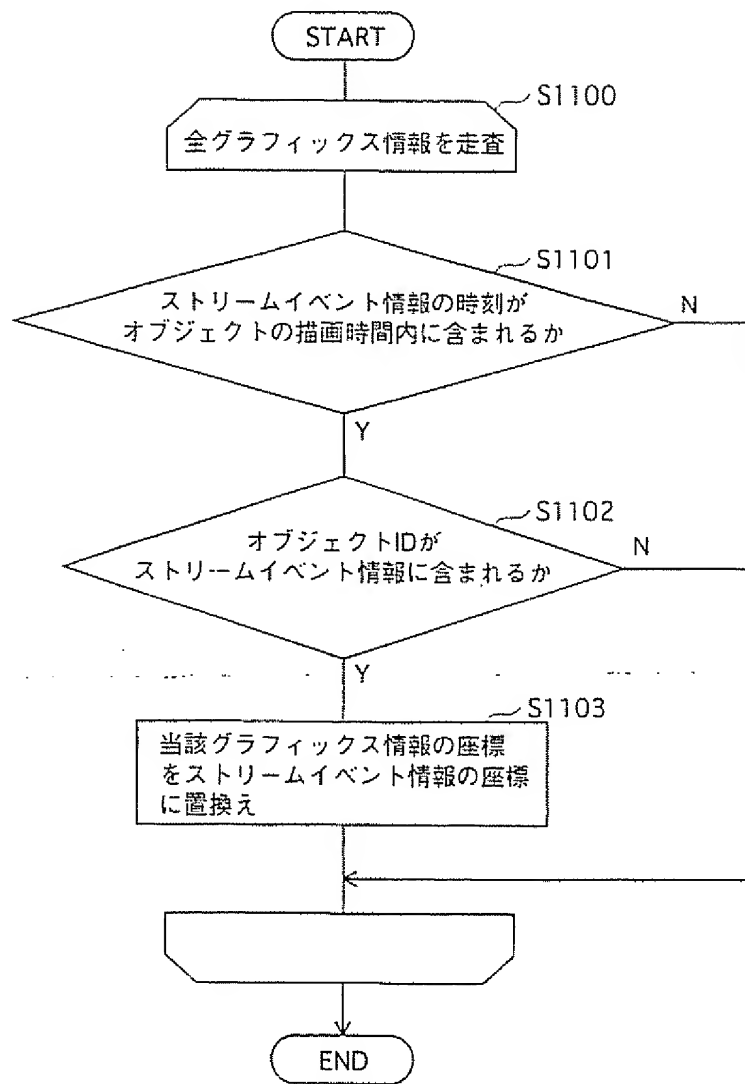 START
S1100
全グラフィックス情報を走査
S1101
ストリームイベント情報の時刻が
オブジェクトの描画時間内に含まれるか
N
Y
S1102
オブジェクトIDが
ストリームイベント情報に含まれるか
N
Y
S1103
当該グラフィックス情報の座標
をストリームイベント情報の座標
に置換え
END